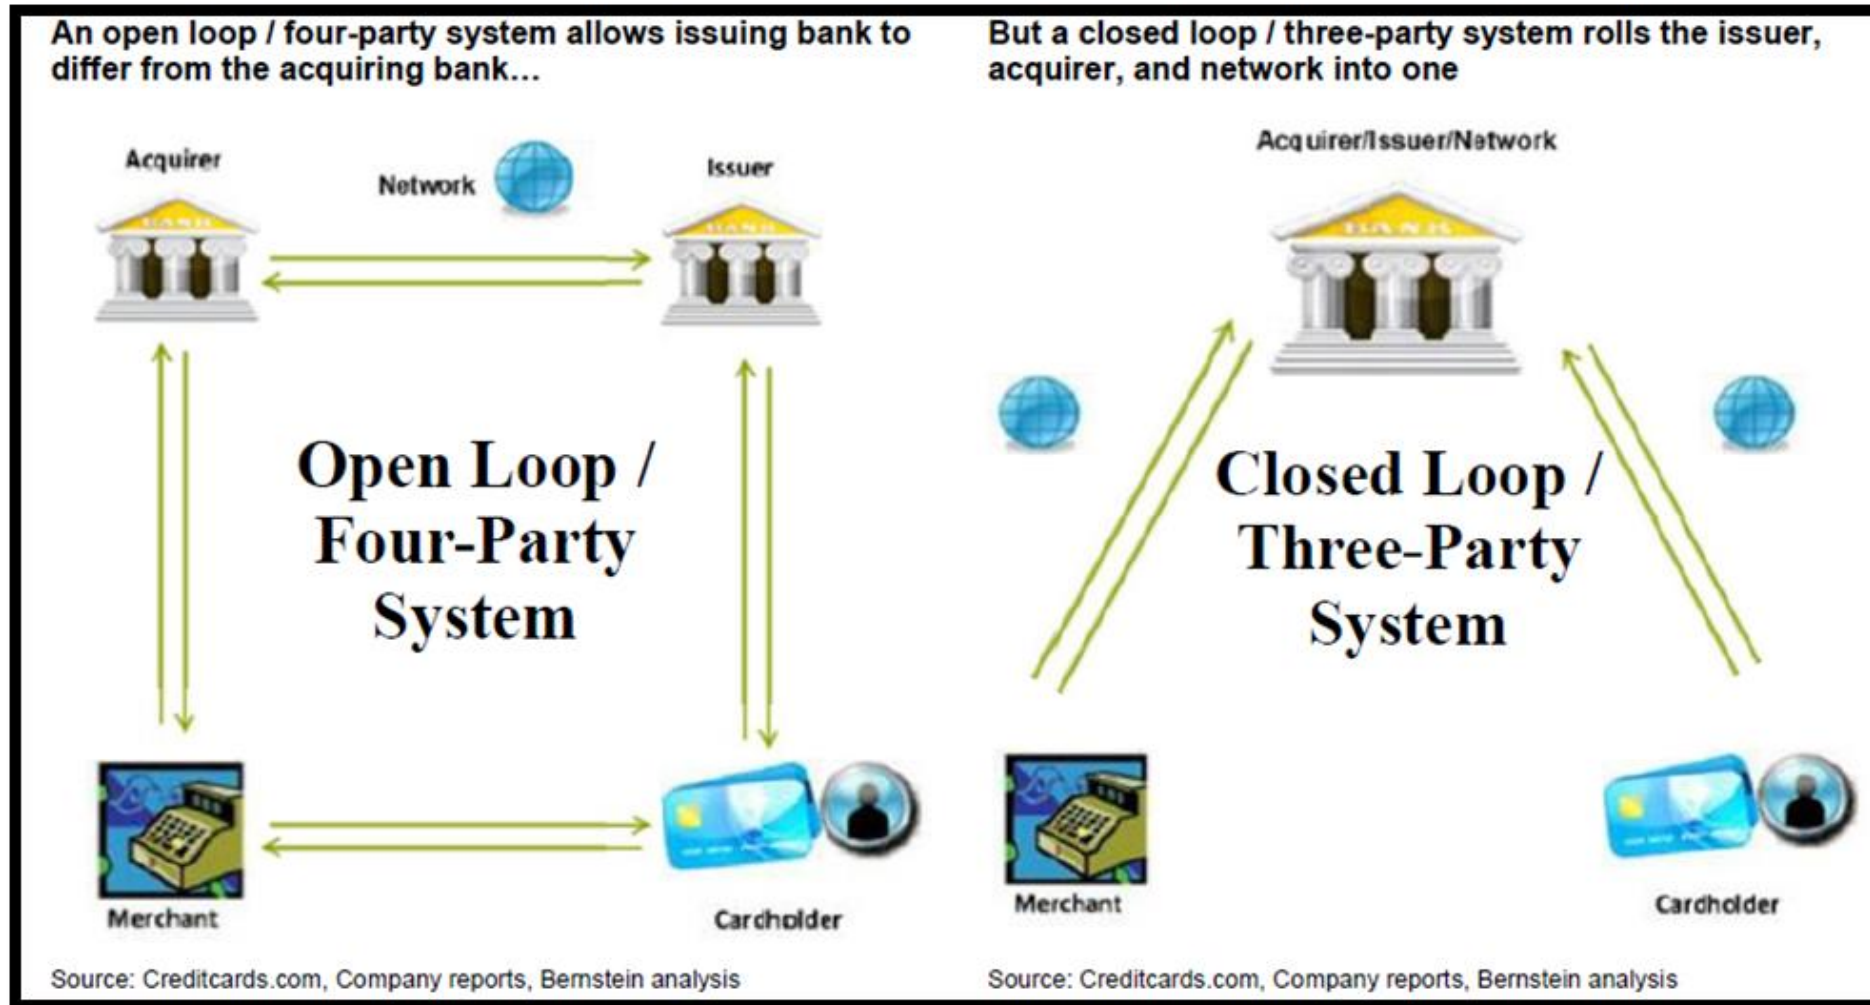 An open loop / four-party system allows issuing bank to
differ from the acquiring bank...
Acquirer
Network
Issuer
BANK
BANK
Open Loop /
Four-Party
System
Merchant
Cardholder
Source: Creditcards.com, Company reports, Bernstein analysis
But a closed loop / three-party system rolls the issuer,
acquirer, and network into one
Acquirer/Issuer/Network
BANK
Closed Loop /
Three-Party
System
Merchant
Cardholder
Source: Creditcards.com, Company reports, Bernstein analysis